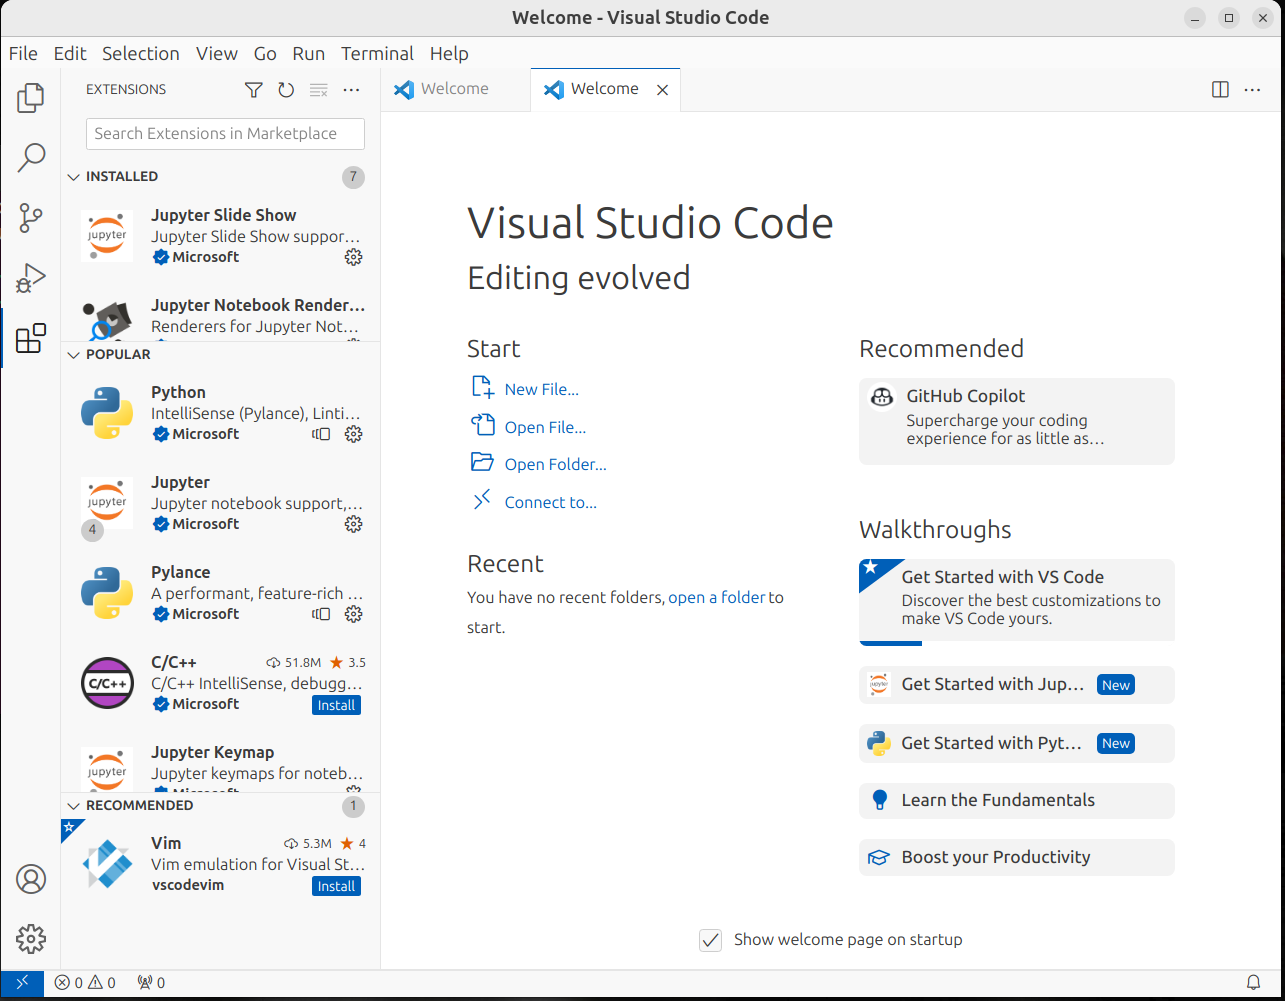 Welcome - Visual Studio Code
File Edit Selection View Go Run Terminal Help
EXTENSIONS
Welcome
Welcome
Search Extensions in Marketplace
INSTALLED 7
Jupyter Slide Show
Jupyter Slide Show suppor…
Microsoft
Jupyter Notebook Render…
Renderers for Jupyter Not…
POPULAR
Python
IntelliSense (Pylance), Linti…
Microsoft
Jupyter
Jupyter notebook support,…
4 Microsoft
Pylance
A performant, feature-rich …
Microsoft
C/C++ 51.8M 3.5
C/C++ IntelliSense, debugg…
Microsoft Install
Jupyter Keymap
Jupyter keymaps for noteb…
Microsoft
RECOMMENDED 1
Vim 5.3M 4
Vim emulation for Visual St…
vscodevim Install
Visual Studio Code
Editing evolved
Start
New File...
Open File...
Open Folder...
Connect to...
Recent
You have no recent folders, open a folder to
start.
Recommended
GitHub Copilot
Supercharge your coding
experience for as little as…
Walkthroughs
Get Started with VS Code
Discover the best customizations to
make VS Code yours.
Get Started with Jup… New
Get Started with Pyt… New
Learn the Fundamentals
Boost your Productivity
Show welcome page on startup
0 0 0